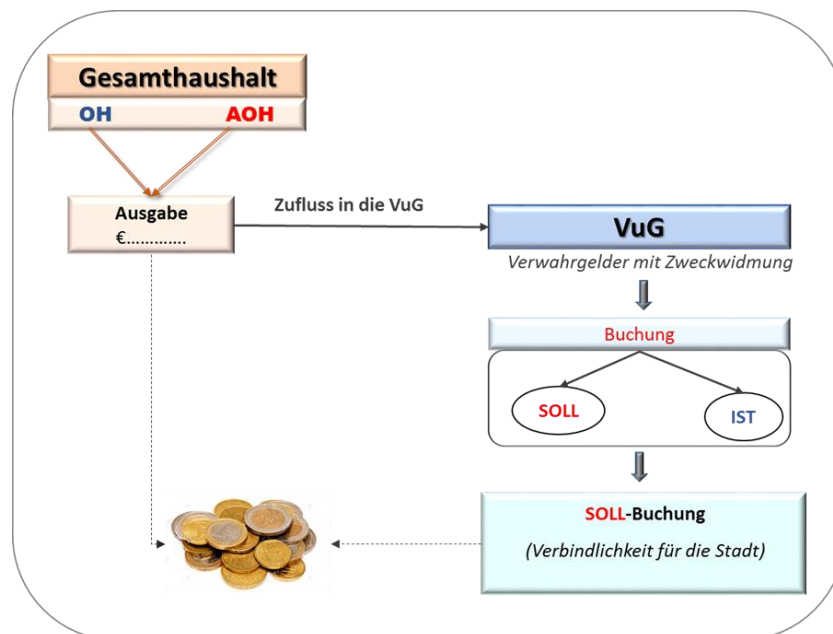 Gesamthaushalt
OH AOH
Ausgabe
€.............
Zufluss in die VuG
VuG
Verwahrgelder mit Zweckwidmung
Buchung
SOLL
IST
SOLL-Buchung
(Verbindlichkeit für die Stadt)